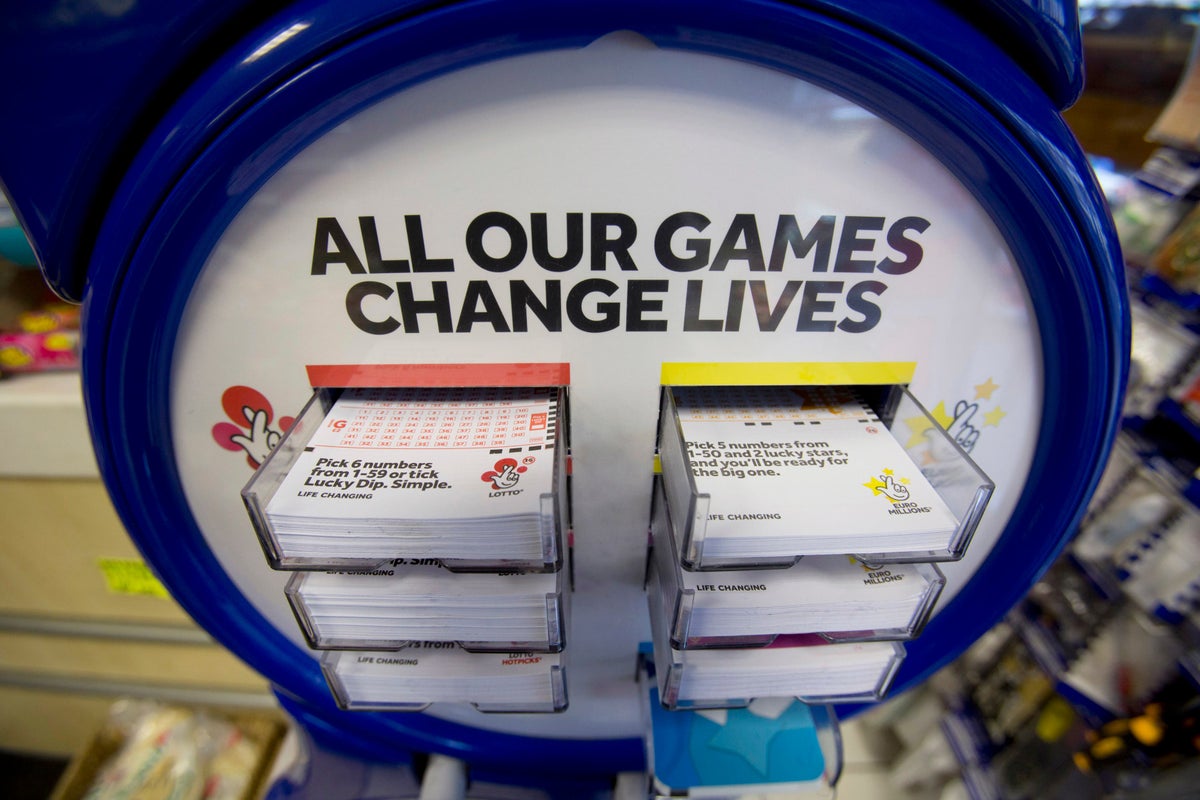 ALL OUR GAMES
CHANGE LIVES
Pick 6 numbers
from 1-59 or tick
Lucky Dip. Simple.
LIFE CHANGING
LOTTO
Pick 5 numbers from
1-50 and 2 lucky stars,
and you'll be ready for
the big one.
LIFE CHANGING
EURO
MILLIONS
LIFE CHANGING
LOTTO
LIFE CHANGING
EURO
MILLIONS
LIFE CHANGING
LOTTO
HOTPICKS